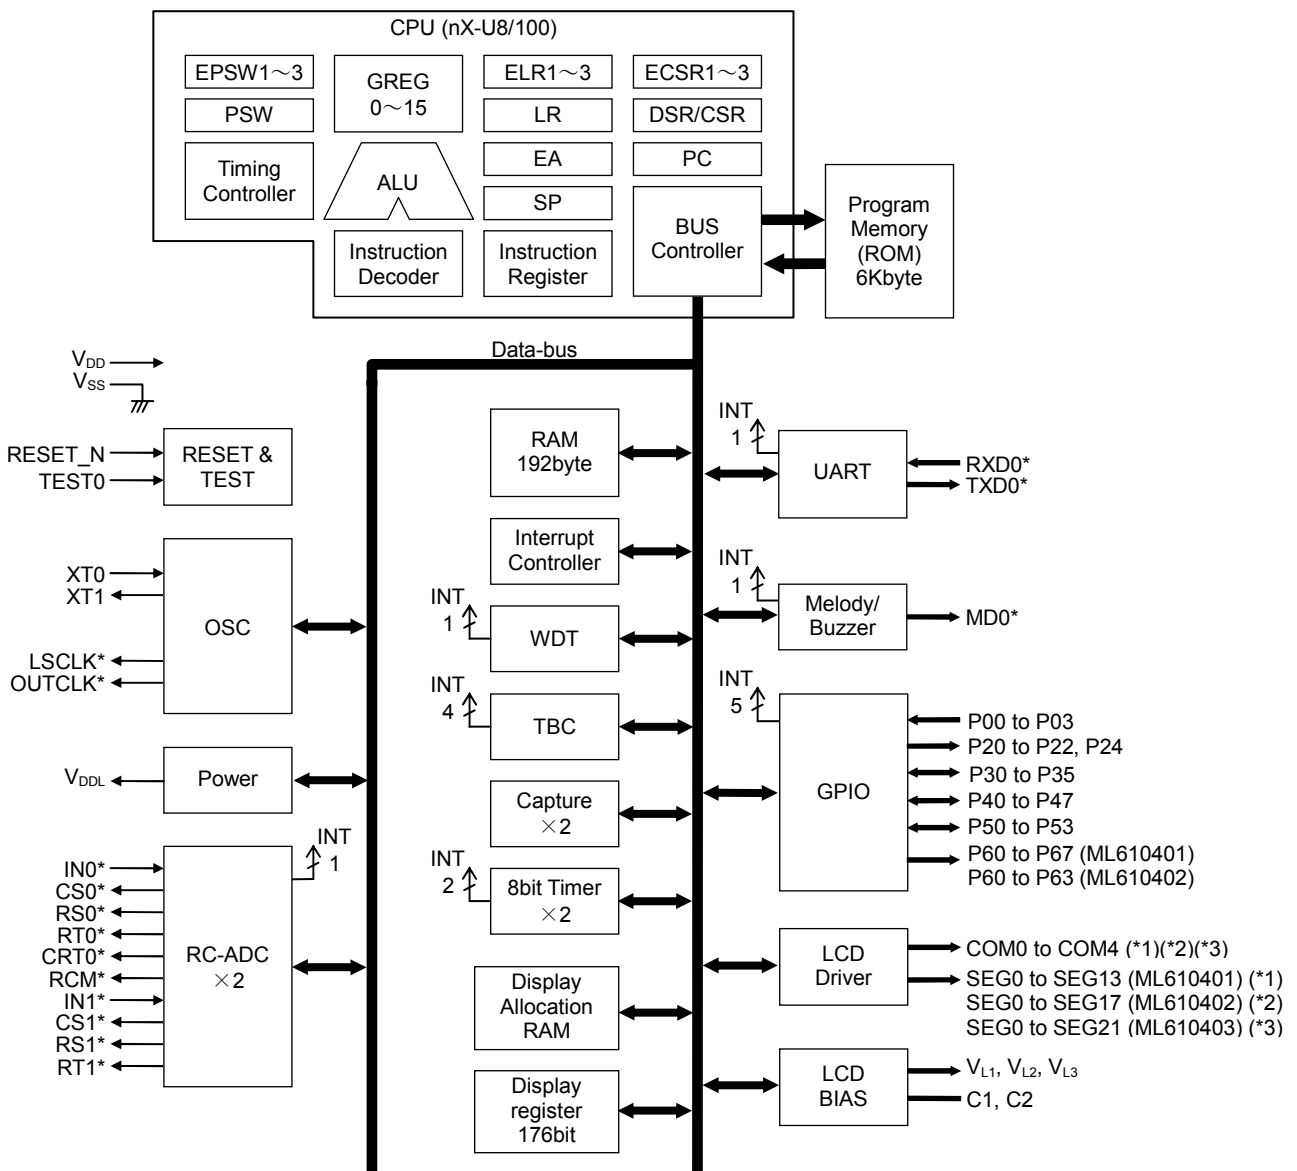 CPU (nX-U8/100)
EPSW1～3
GREG
0～15
ELR1～3
ECSR1～3
PSW
LR
DSR/CSR
Timing
Controller
ALU
EA
PC
SP
BUS
Controller
Instruction
Decoder
Instruction
Register
Program
Memory
(ROM)
6Kbyte
Data-bus
VDD
VSS
RESET_N
TEST0
RESET &
TEST
XT0
XT1
LSCLK*
OUTCLK*
OSC
VDDL
Power
INT
1
IN0*
CS0*
RS0*
RT0*
CRT0*
RCM*
IN1*
CS1*
RS1*
RT1*
RC-ADC
×2
RAM
192byte
Interrupt
Controller
INT
1
WDT
INT
4
TBC
Capture
×2
INT
2
8bit Timer
×2
Display
Allocation
RAM
Display
register
176bit
INT
1
UART
RXD0*
TXD0*
INT
1
Melody/
Buzzer
MD0*
INT
5
GPIO
P00 to P03
P20 to P22, P24
P30 to P35
P40 to P47
P50 to P53
P60 to P67 (ML610401)
P60 to P63 (ML610402)
LCD
Driver
COM0 to COM4 (*1)(*2)(*3)
SEG0 to SEG13 (ML610401) (*1)
SEG0 to SEG17 (ML610402) (*2)
SEG0 to SEG21 (ML610403) (*3)
LCD
BIAS
VL1, VL2, VL3
C1, C2